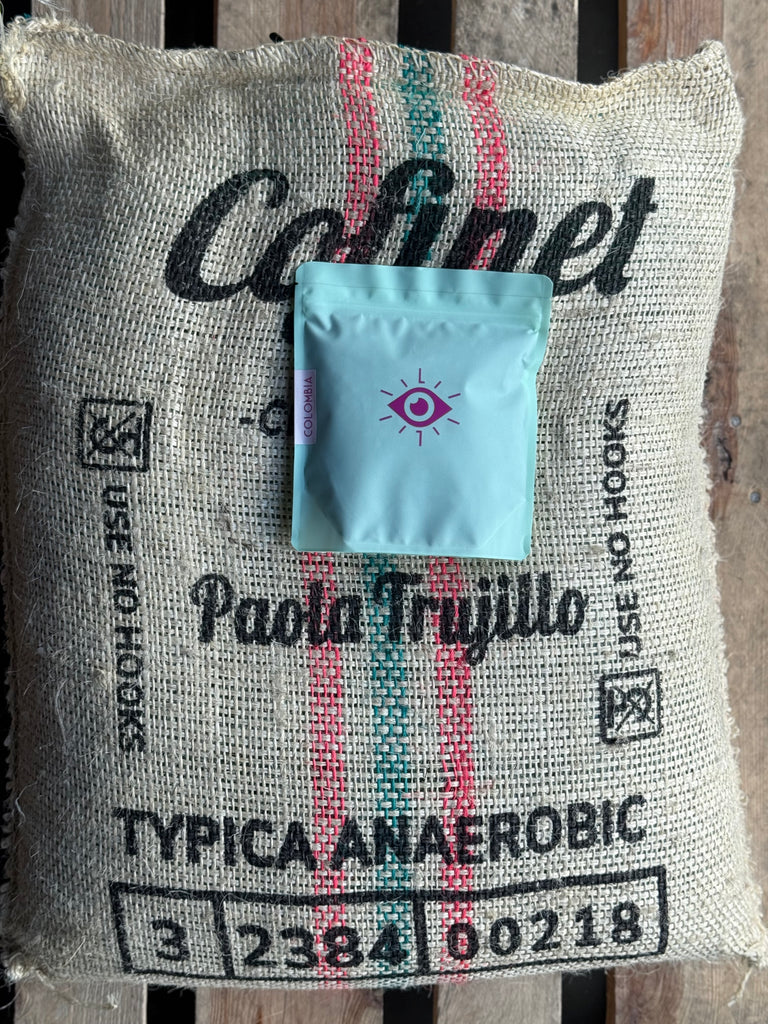 Cofinet
COLOMBIA
USE NO HOOKS
USE NO HOOKS
Paola Trujillo
TYPICA ANAEROBIC
3 2384 00218